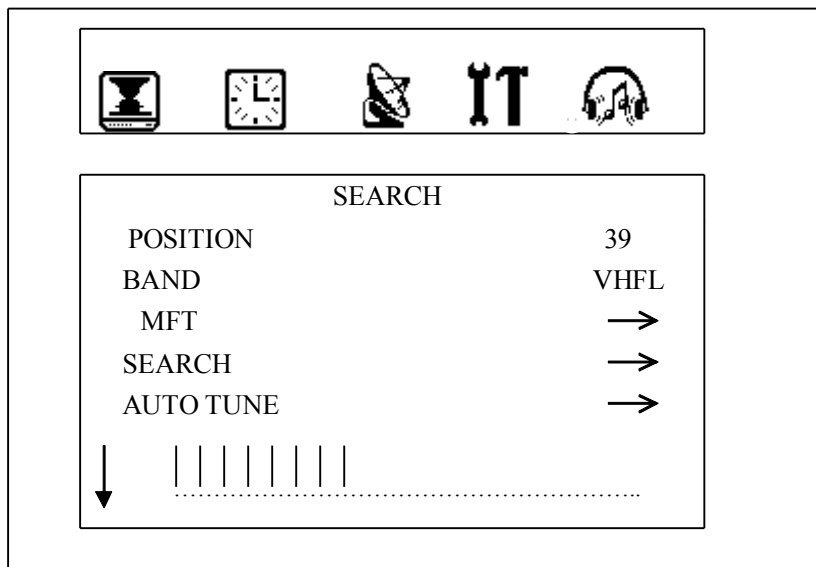 SEARCH
POSITION 39
BAND VHFL
MFT
SEARCH
AUTO TUNE